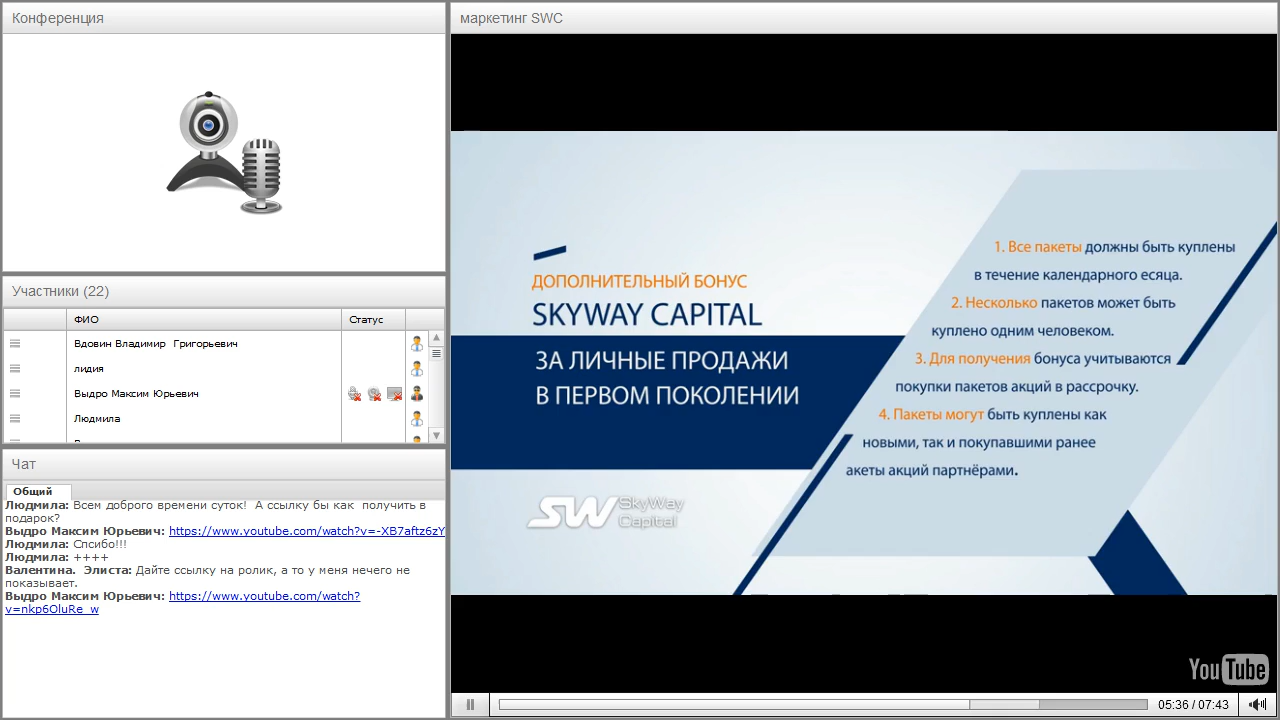 Конференция
Участники (22)
ФИО
Статус
Вдовин Владимир Григорьевич
лидия
Выдро Максим Юрьевич
Людмила
Чат
Общий
Людмила: Всем доброго времени суток! А ссылку бы как получить в
подарок?
Выдро Максим Юрьевич: https://www.youtube.com/watch?v=-XB7aftz6zY
Людмила: Спсибо!!!
Людмила: ++++
Валентина. Элиста: Дайте ссылку на ролик, а то у меня нечего не
показывает.
Выдро Максим Юрьевич: https://www.youtube.com/watch?
v=nkp6OluRe_w
маркетинг SWC
ДОПОЛНИТЕЛЬНЫЙ БОНУС
SKYWAY CAPITAL
ЗА ЛИЧНЫЕ ПРОДАЖИ
В ПЕРВОМ ПОКОЛЕНИИ
SW SkyWay
Capital
1. Все пакеты должны быть куплены
в течение календарного есяца.
2. Несколько пакетов может быть
куплено одним человеком.
3. Для получения бонуса учитываются
покупки пакетов акций в рассрочку.
4. Пакеты могут быть куплены как
новыми, так и покупавшими ранее
акеты акций партнёрами.
YouTube
05:36 / 07:43